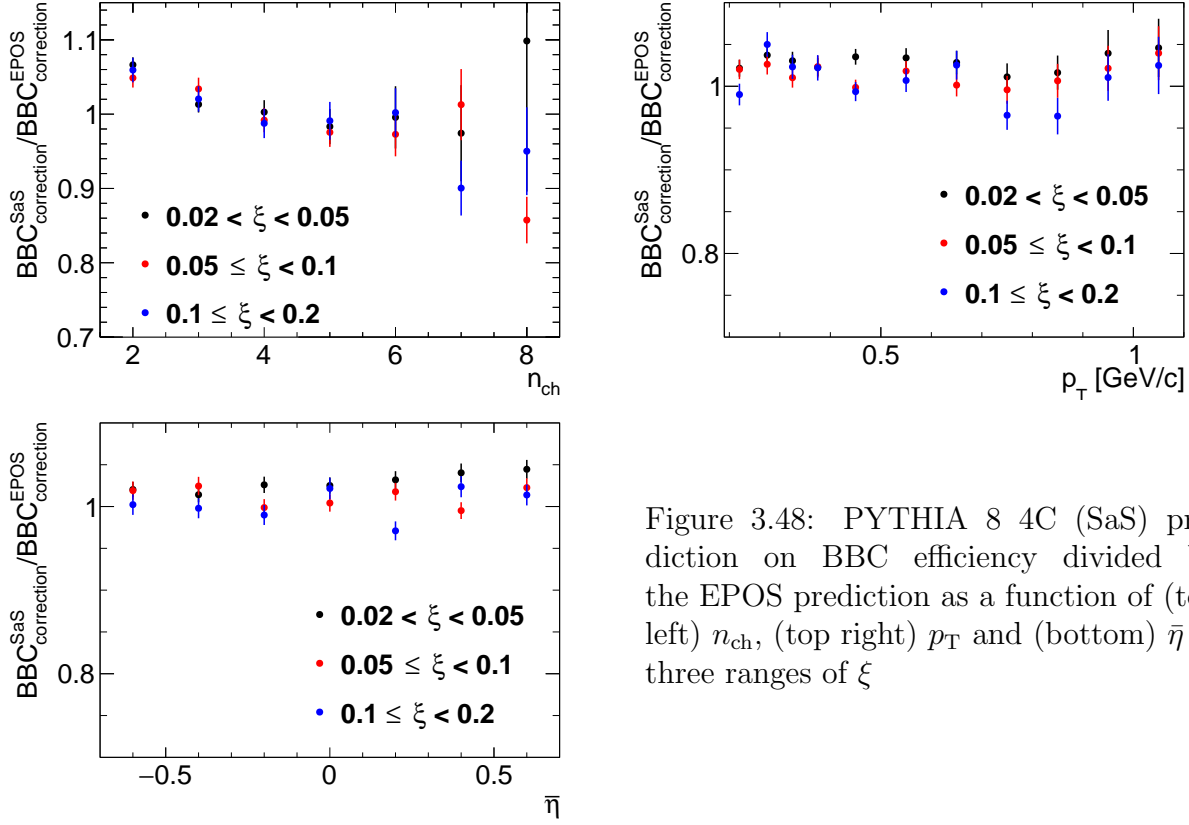 BBC^SaS_correction/BBC^EPOS_correction
1.1
1
0.9
0.8
0.7
0.02 < ξ < 0.05
0.05 ≤ ξ < 0.1
0.1 ≤ ξ < 0.2
2 4 6 8
n_ch
BBC^SaS_correction/BBC^EPOS_correction
1
0.8
0.02 < ξ < 0.05
0.05 ≤ ξ < 0.1
0.1 ≤ ξ < 0.2
0.5 1
p_T [GeV/c]
BBC^SaS_correction/BBC^EPOS_correction
1
0.8
0.02 < ξ < 0.05
0.05 ≤ ξ < 0.1
0.1 ≤ ξ < 0.2
−0.5 0 0.5
η̄
Figure 3.48: PYTHIA 8 4C (SaS)
diction on BBC efficiency divided
the EPOS prediction as a function of
left) n_ch, (top right) p_T and (bottom) η̄
three ranges of ξ